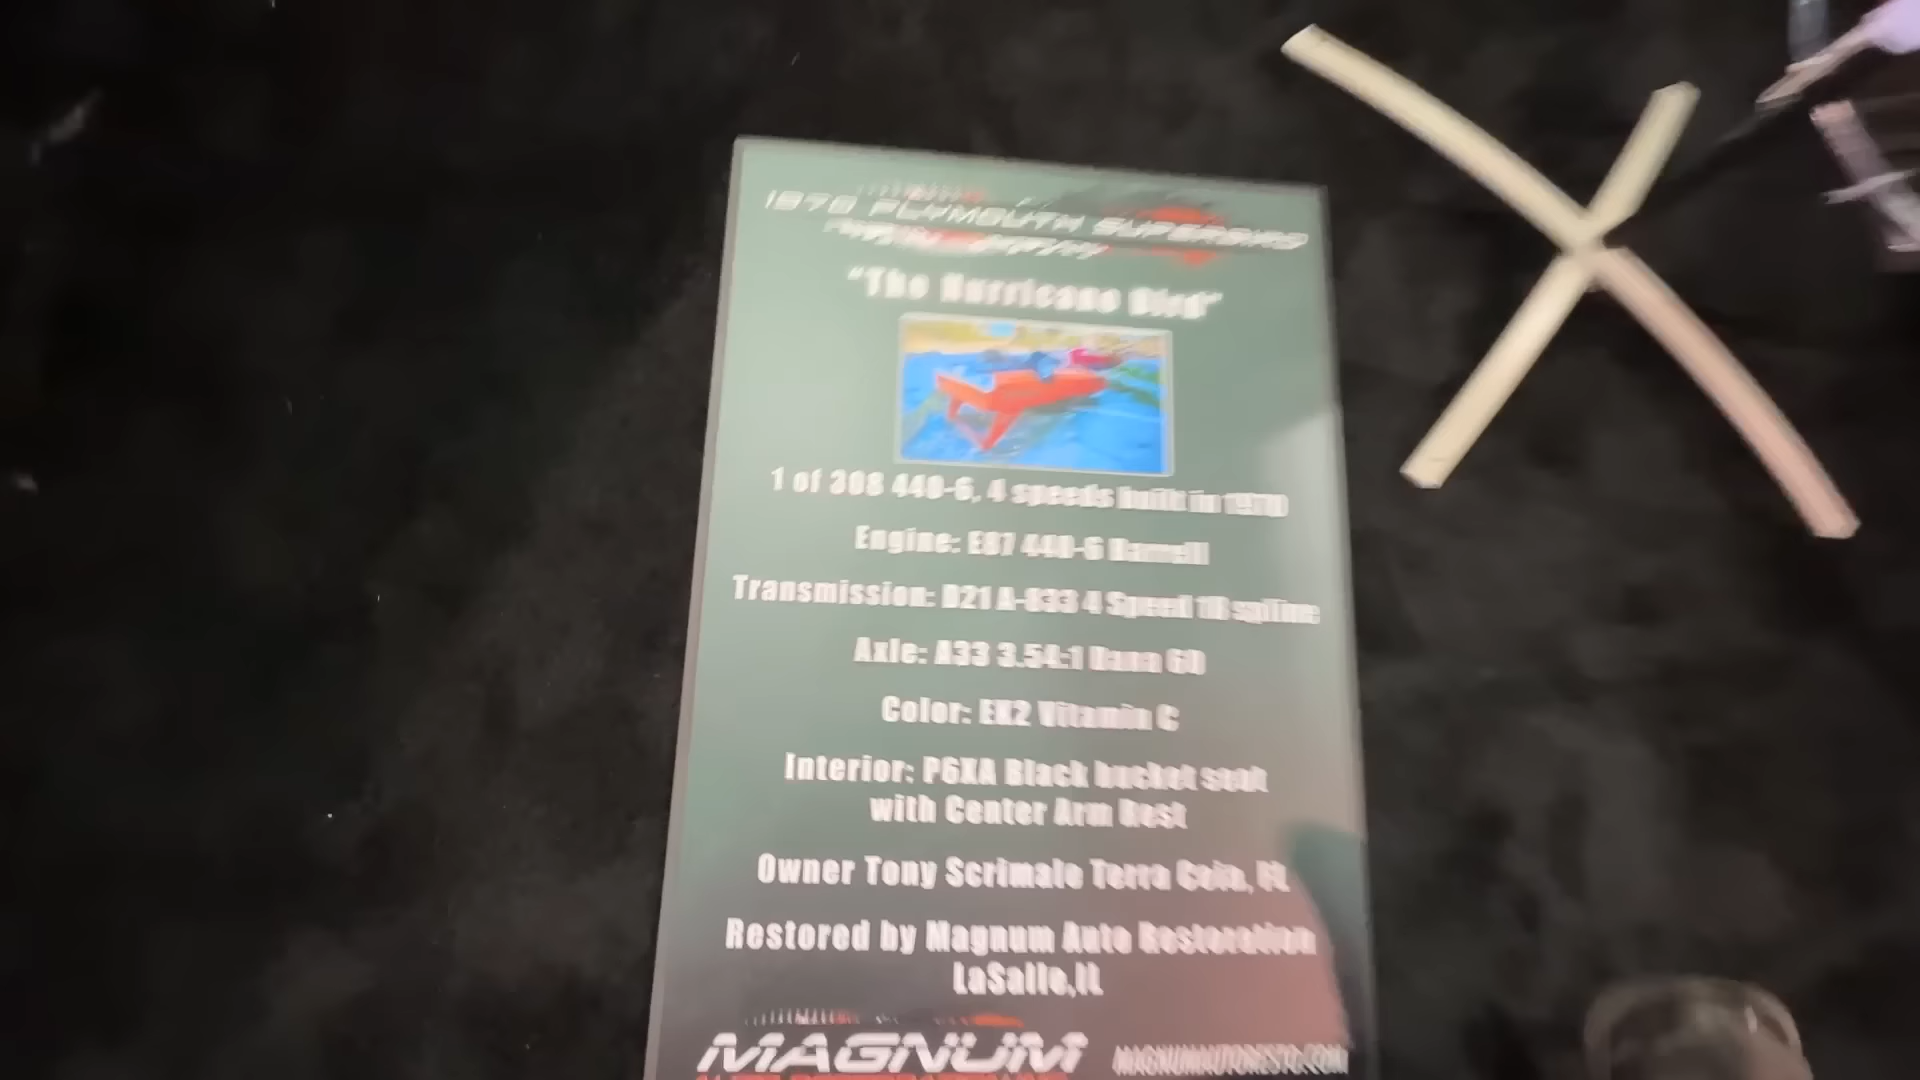 1970 PLYMOUTH SUPERBIRD
"The Hurricane Bird"
1 of 308 440-6, 4 speeds built in 1970
Engine: E87 440-6 Barrell
Transmission: D21 A-833 4 Speed 18 spline
Axle: A33 3.54:1 Dana 60
Color: EK2 Vitamin C
Interior: P6XA Black bucket seat
with Center Arm Rest
Owner Tony Scrimale Terra Ceia, FL
Restored by Magnum Auto Restoration
LaSalle,IL
MAGNUM
MAGNUMAUTORESTO.COM